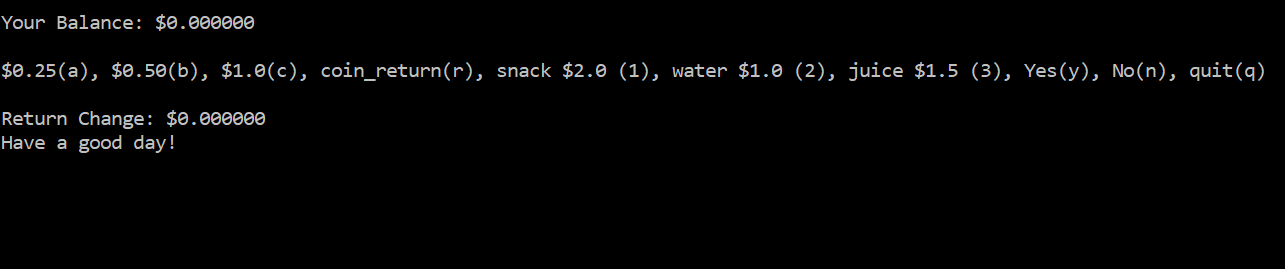 Your Balance: $0.000000
$0.25(a), $0.50(b), $1.0(c), coin_return(r), snack $2.0 (1), water $1.0 (2), juice $1.5 (3), Yes(y), No(n), quit(q)
Return Change: $0.000000
Have a good day!